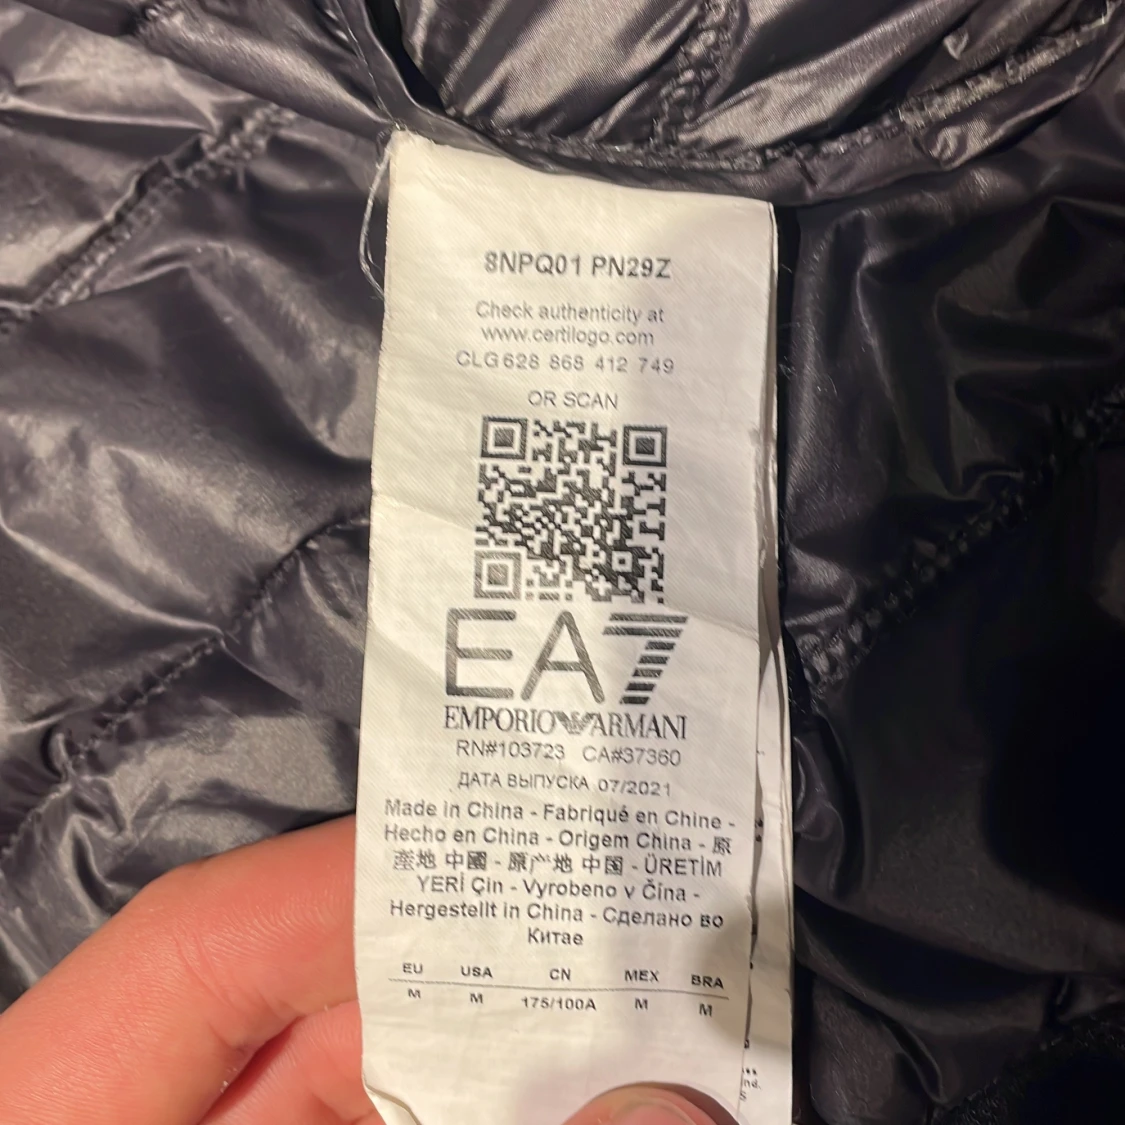 8NPQ01 PN29Z
Check authenticity at
www.certilogo.com
CLG 628 868 412 749
OR SCAN
EA7
EMPORIO ARMANI
RN#103723 CA#37360
ДАТА ВЫПУСКА 07/2021
Made in China - Fabriqué en Chine -
Hecho en China - Origem China - 原
産地 中國 - 原产地 中国 - ÜRETİM
YERİ Çin - Vyrobeno v Čína -
Hergestellt in China - Сделано во
Китае
EU USA CN MEX BRA
M M 175/100A M M